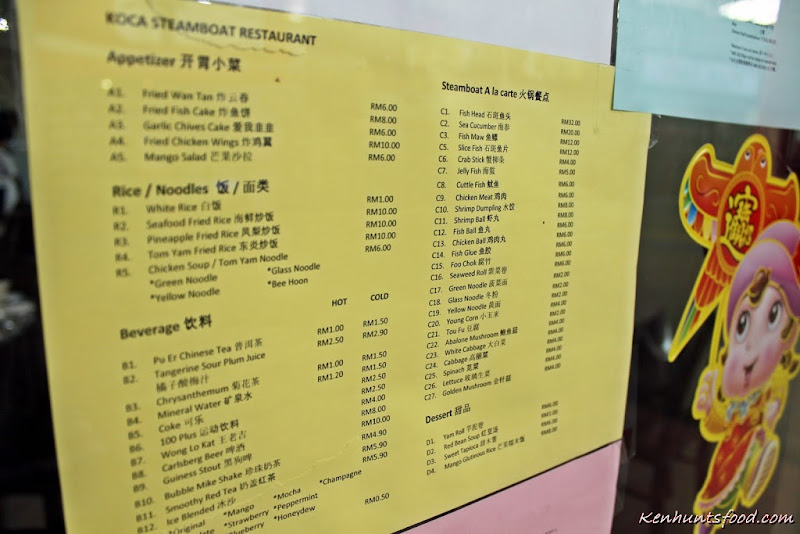 KOCA STEAMBOAT RESTAURANT
Appetizer 开胃小菜
A1. Fried Wan Tan 炸云吞 RM6.00
A2. Fried Fish Cake 炸鱼饼 RM8.00
A3. Garlic Chives Cake 爱我韭韭 RM6.00
A4. Fried Chicken Wings 炸鸡翼 RM10.00
A5. Mango Salad 芒果沙拉 RM6.00
Rice / Noodles 饭 / 面类
R1. White Rice 白饭 RM1.00
R2. Seafood Fried Rice 海鲜炒饭 RM10.00
R3. Pineapple Fried Rice 凤梨炒饭 RM10.00
R4. Tom Yam Fried Rice 东炎炒饭 RM10.00
R5. Chicken Soup / Tom Yam Noodle RM6.00
*Green Noodle *Glass Noodle
*Yellow Noodle *Bee Hoon
Beverage 饮料 HOT COLD
B1. Pu Er Chinese Tea 普洱茶 RM1.00 RM1.50
B2. Tangerine Sour Plum Juice RM2.50 RM2.90
橘子酸梅汁
B3. Chrysanthemum 菊花茶 RM1.00 RM1.50
B4. Mineral Water 矿泉水 RM1.20 RM1.50
B5. Coke 可乐 RM2.50
B6. 100 Plus 运动饮料 RM2.50
B7. Wong Lo Kat 王老吉 RM4.00
B8. Carlsberg Beer 啤酒 RM8.00
B9. Guiness Stout 黑狗啤 RM10.00
B10. Bubble Mike Shake 珍珠奶茶 RM4.90
B11. Smoothy Red Tea 奶盖红茶 RM5.90
B12. Ice Blended 冰沙 RM5.90
*Original *Mango *Mocha *Champagne
*Strawberry *Peppermint
*Honeydew RM0.50
Steamboat A la carte 火锅餐点
C1. Fish Head 石斑鱼头 RM32.00
C2. Sea Cucumber 海参 RM20.00
C3. Fish Maw 鱼鳔 RM12.00
C5. Slice Fish 石斑鱼片 RM12.00
C6. Crab Stick 蟹柳条 RM4.00
C7. Jelly Fish 海蜇 RM5.00
C8. Cuttle Fish 鱿鱼 RM6.00
C9. Chicken Meat 鸡肉 RM6.00
C10. Shrimp Dumpling 水饺 RM6.00
C11. Shrimp Ball 虾丸 RM6.00
C12. Fish Ball 鱼丸 RM6.00
C13. Chicken Ball 鸡肉丸 RM6.00
C14. Fish Glue 鱼胶 RM6.00
C15. Foo Chok 腐竹
C16. Seaweed Roll 紫菜卷
C17. Green Noodle 菠菜面
C18. Glass Noodle 冬粉
C19. Yellow Noodle 黄面
C20. Young Corn 小玉米
C21. Tou Fu 豆腐
C22. Abalone Mushroom 鲍鱼菇
C23. White Cabbage 大白菜
C24. Cabbage 高丽菜
C25. Spinach 苋菜
C26. Lettuce 玻璃生菜
C27. Golden Mushroom 金针菇
Dessert 甜品
D1. Yam Roll 芋泥卷
D2. Red Bean Soup 红豆汤
D3. Sweet Tapioca
D4. Mango Glutinous Rice
Kenhuntsfood.com